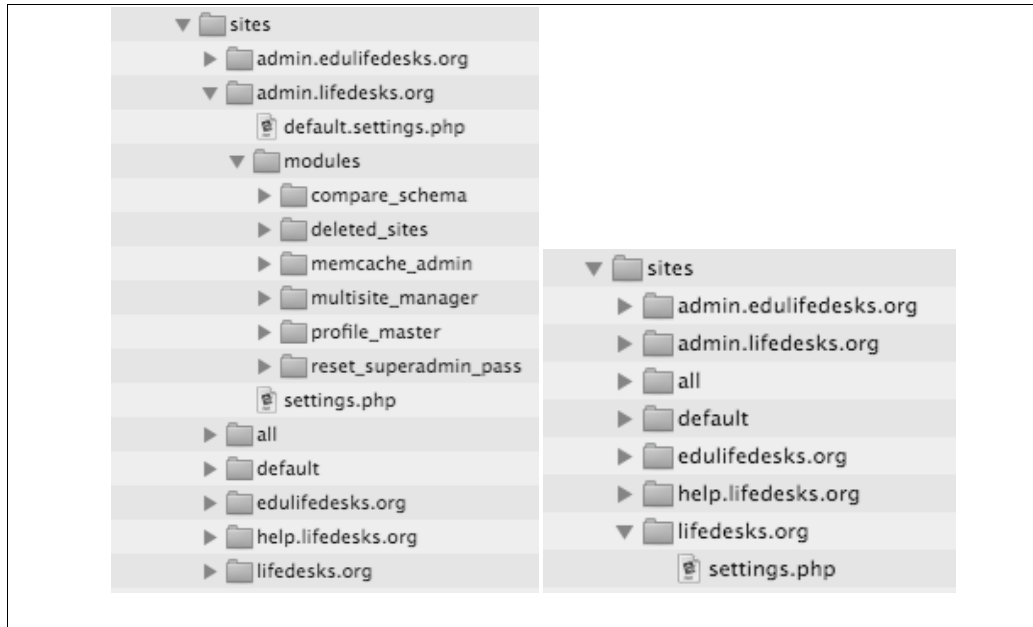 sites
admin.edulifedesks.org
admin.lifedesks.org
default.settings.php
modules
compare_schema
deleted_sites
memcache_admin
multisite_manager
profile_master
reset_superadmin_pass
settings.php
all
default
edulifedesks.org
help.lifedesks.org
lifedesks.org
sites
admin.edulifedesks.org
admin.lifedesks.org
all
default
edulifedesks.org
help.lifedesks.org
lifedesks.org
settings.php